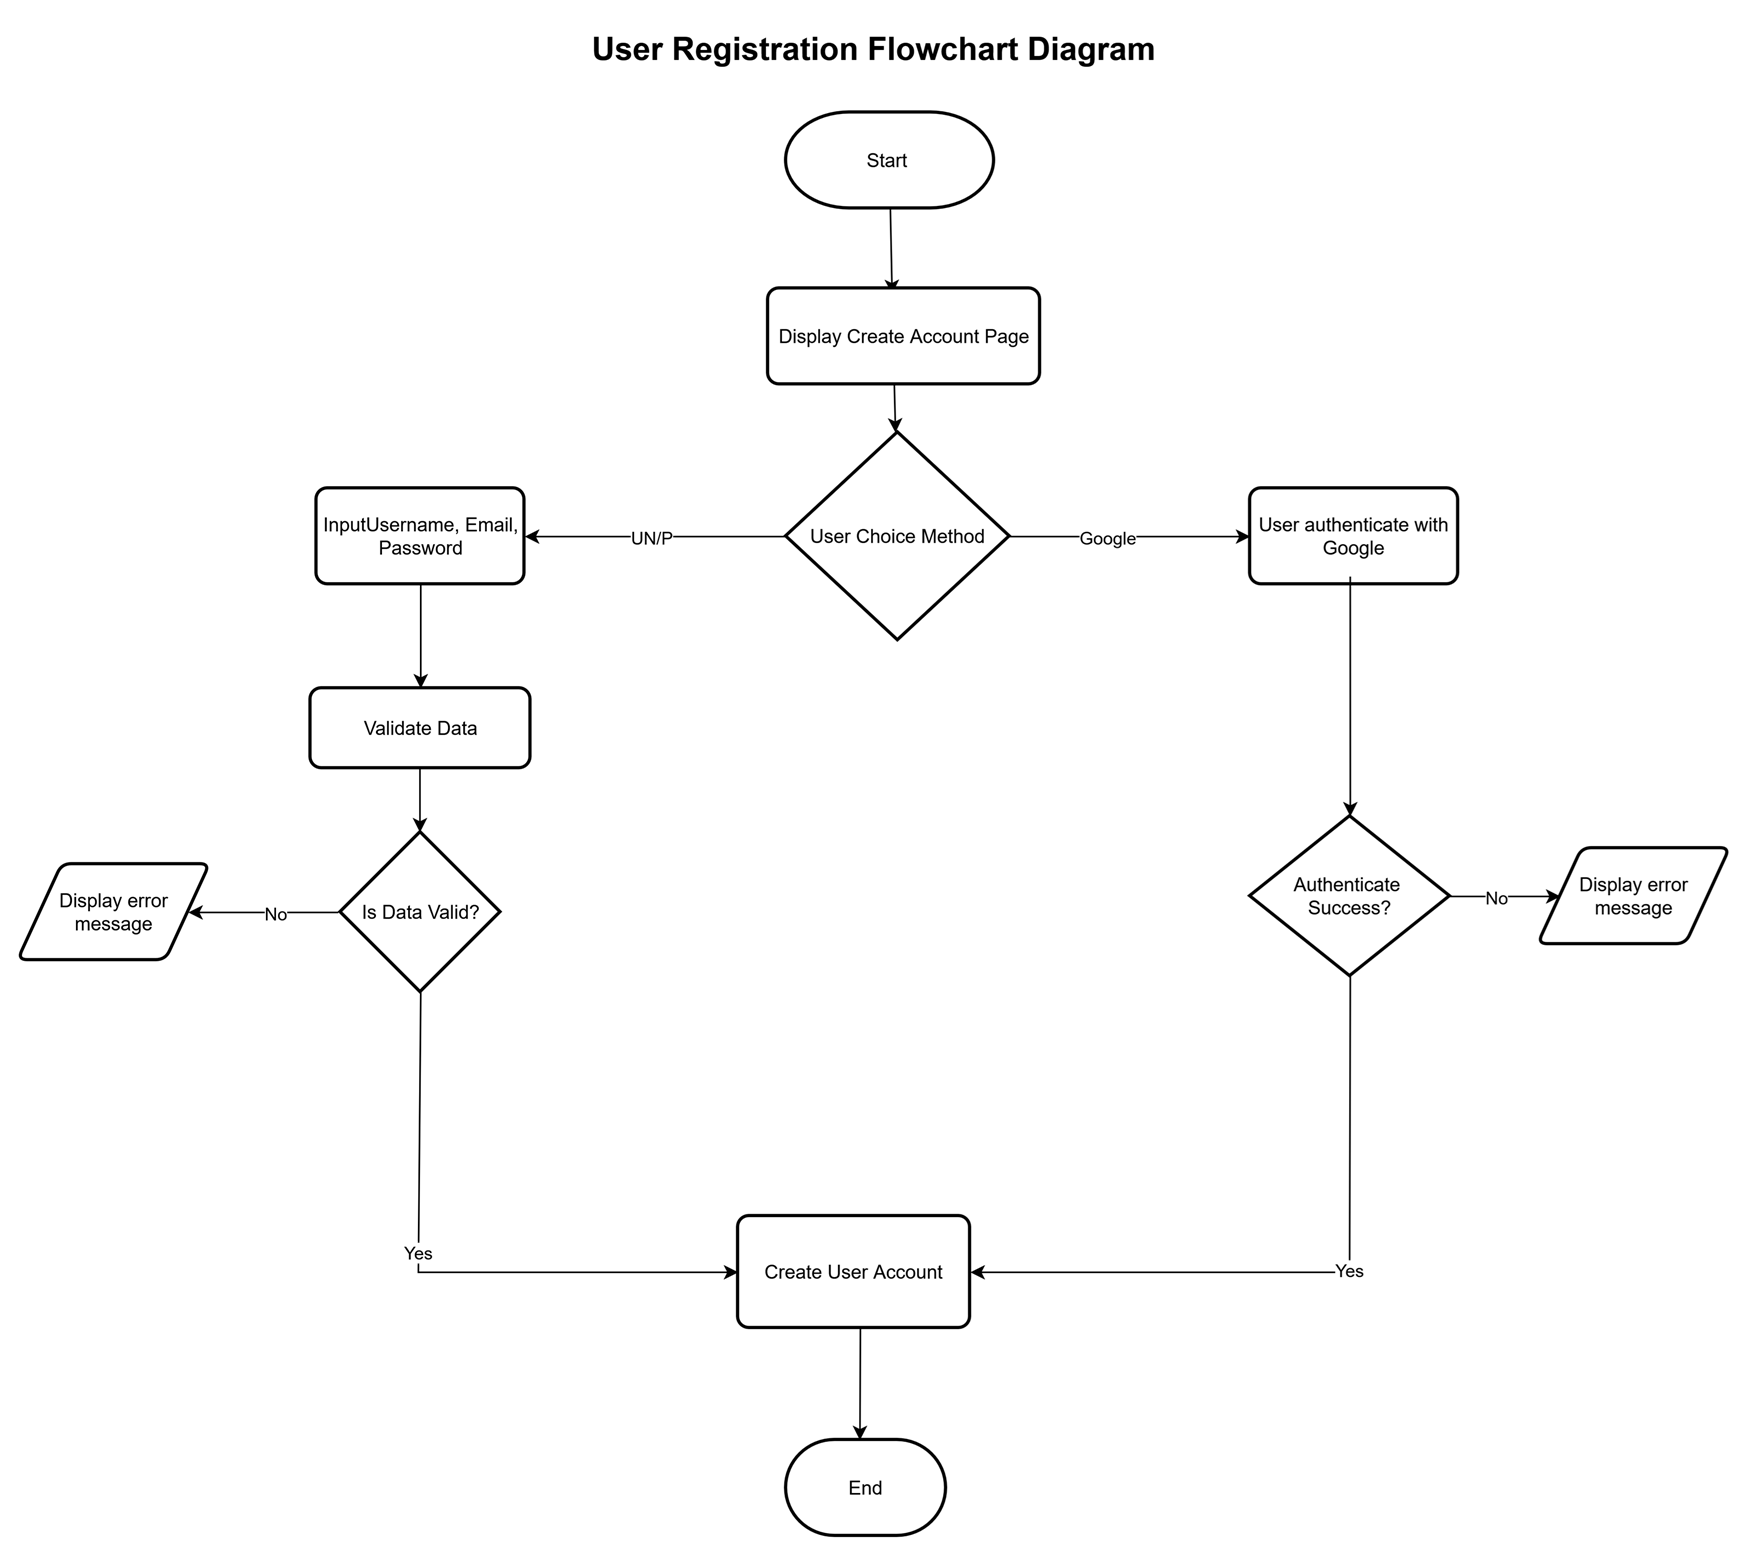 User Registration Flowchart Diagram
Start
Display Create Account Page
User Choice Method
UN/P
Google
InputUsername, Email,
Password
User authenticate with
Google
Validate Data
Is Data Valid?
No
Display error
message
Authenticate
Success?
No
Display error
message
Yes
Yes
Create User Account
End